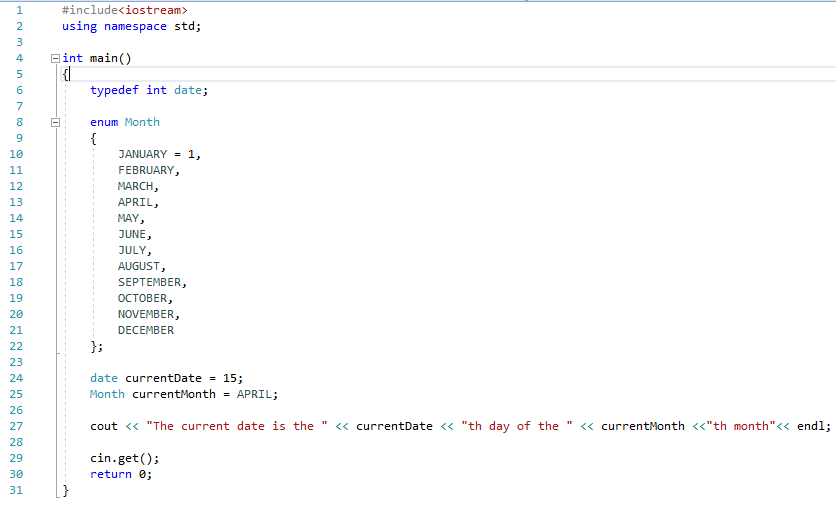 1 #include<iostream>
2 using namespace std;
3
4 int main()
5 {
6 typedef int date;
7
8 enum Month
9 {
10 JANUARY = 1,
11 FEBRUARY,
12 MARCH,
13 APRIL,
14 MAY,
15 JUNE,
16 JULY,
17 AUGUST,
18 SEPTEMBER,
19 OCTOBER,
20 NOVEMBER,
21 DECEMBER
22 };
23
24 date currentDate = 15;
25 Month currentMonth = APRIL;
26
27 cout << "The current date is the " << currentDate << "th day of the " << currentMonth <<"th month"<< endl;
28
29 cin.get();
30 return 0;
31 }